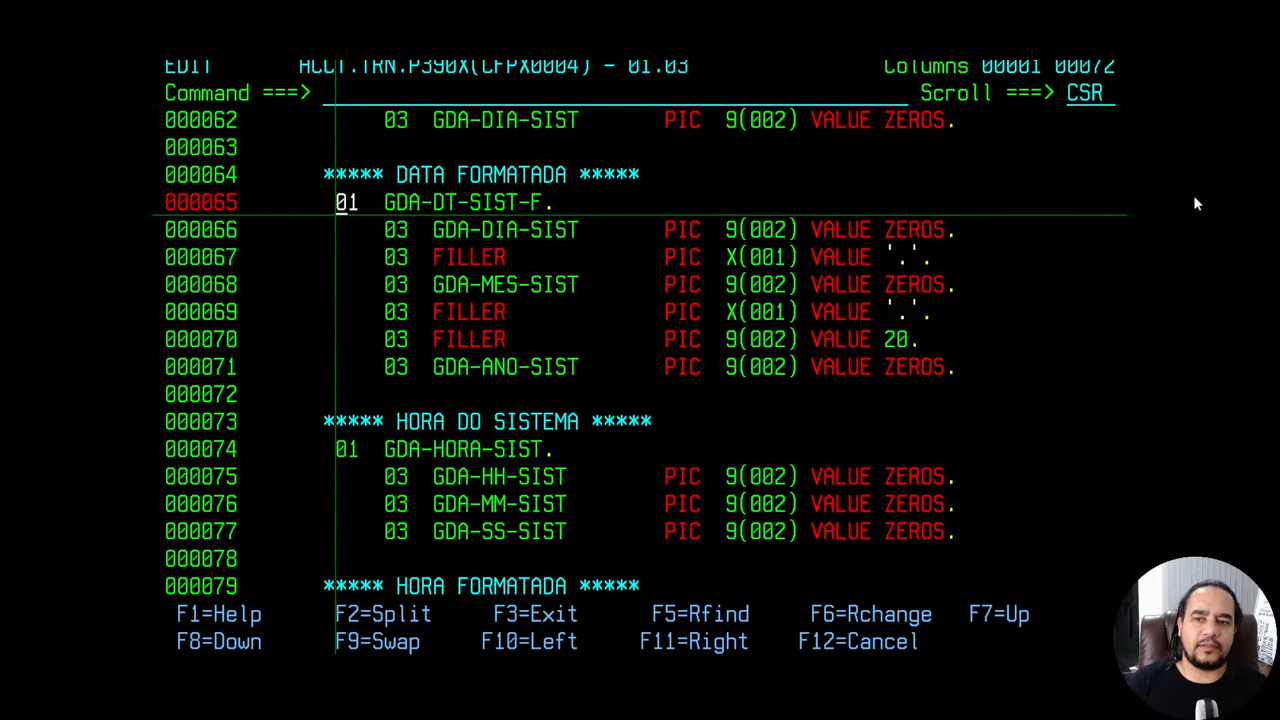 EDIT ACCT.TRN.P390X(CFPX0004) - 01.03 Columns 00001 00072
Command ===> Scroll ===> CSR
000062 03 GDA-DIA-SIST PIC 9(002) VALUE ZEROS.
000063
000064 ***** DATA FORMATADA *****
000065 01 GDA-DT-SIST-F.
000066 03 GDA-DIA-SIST PIC 9(002) VALUE ZEROS.
000067 03 FILLER PIC X(001) VALUE '.'.
000068 03 GDA-MES-SIST PIC 9(002) VALUE ZEROS.
000069 03 FILLER PIC X(001) VALUE '.'.
000070 03 FILLER PIC 9(002) VALUE 20.
000071 03 GDA-ANO-SIST PIC 9(002) VALUE ZEROS.
000072
000073 ***** HORA DO SISTEMA *****
000074 01 GDA-HORA-SIST.
000075 03 GDA-HH-SIST PIC 9(002) VALUE ZEROS.
000076 03 GDA-MM-SIST PIC 9(002) VALUE ZEROS.
000077 03 GDA-SS-SIST PIC 9(002) VALUE ZEROS.
000078
000079 ***** HORA FORMATADA *****
F1=Help F2=Split F3=Exit F5=Rfind F6=Rchange F7=Up
F8=Down F9=Swap F10=Left F11=Right F12=Cancel